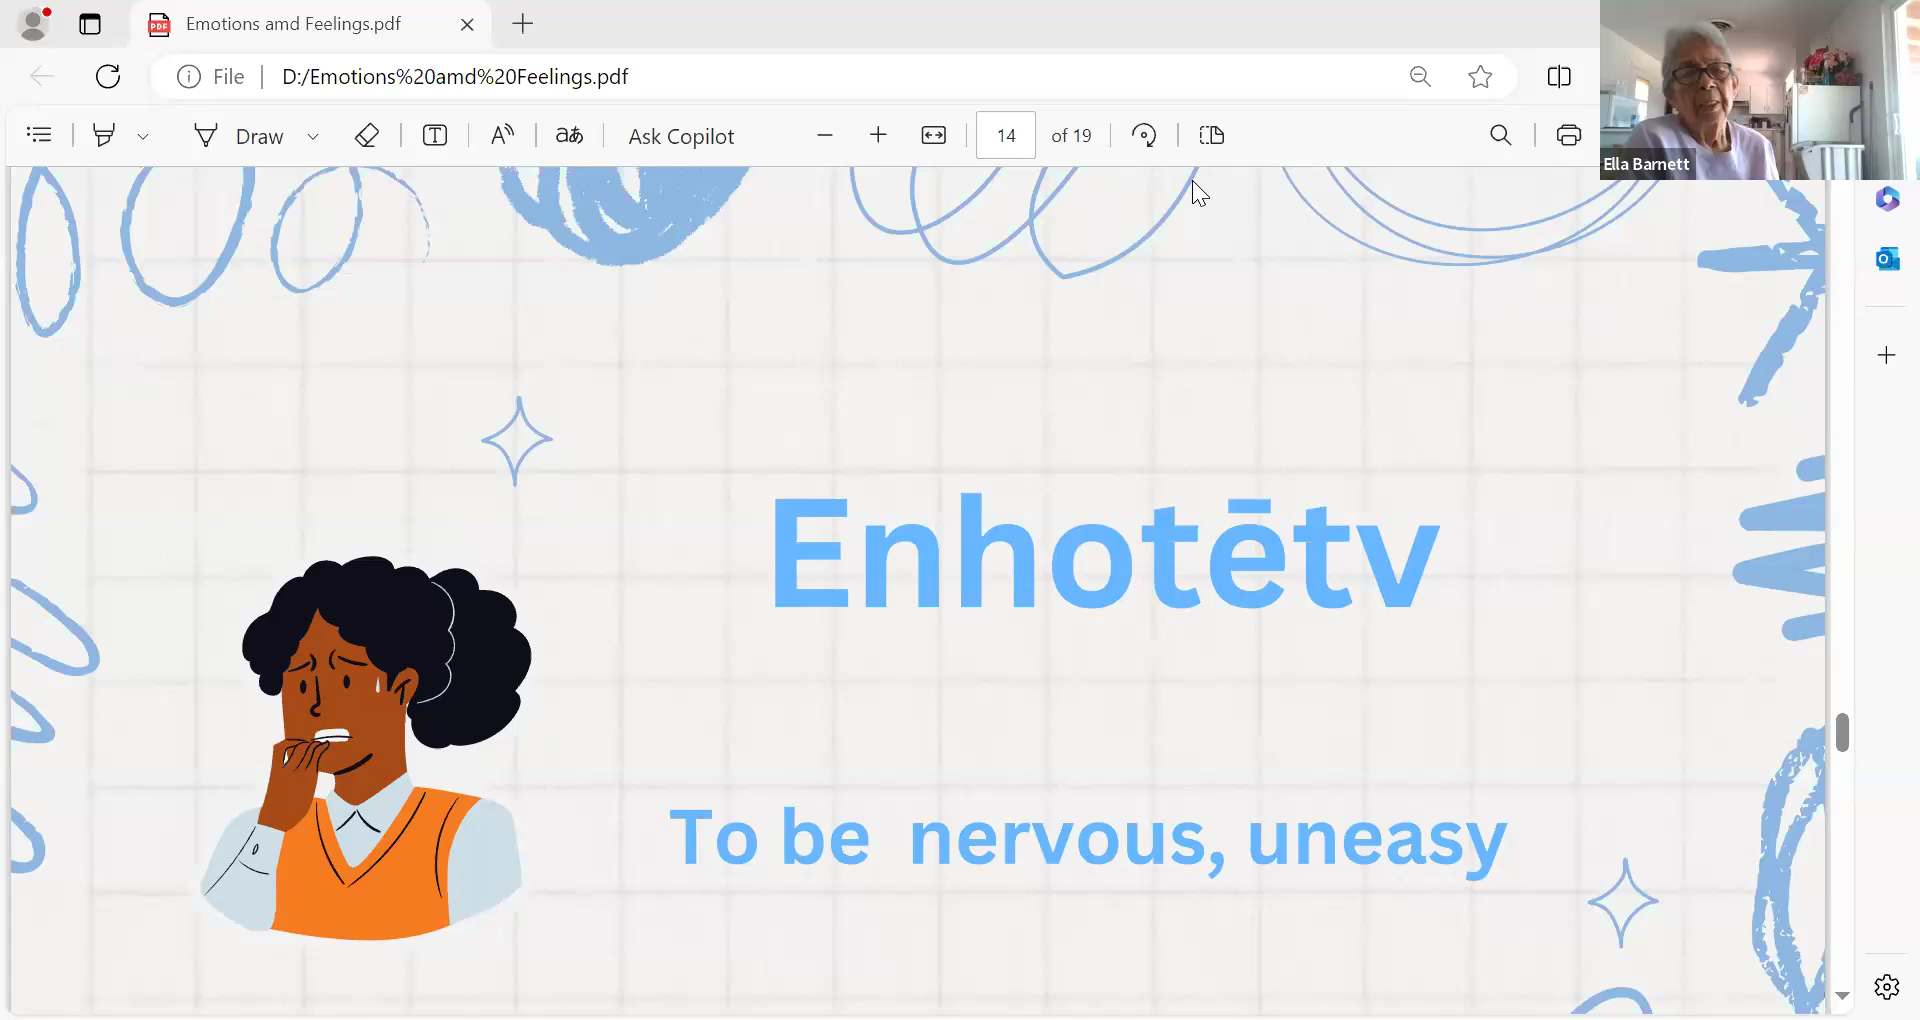 Emotions amd Feelings.pdf
File
D:/Emotions%20amd%20Feelings.pdf
Draw
Ask Copilot
14 of 19
Ella Barnett
Enhotētv
To be nervous, uneasy